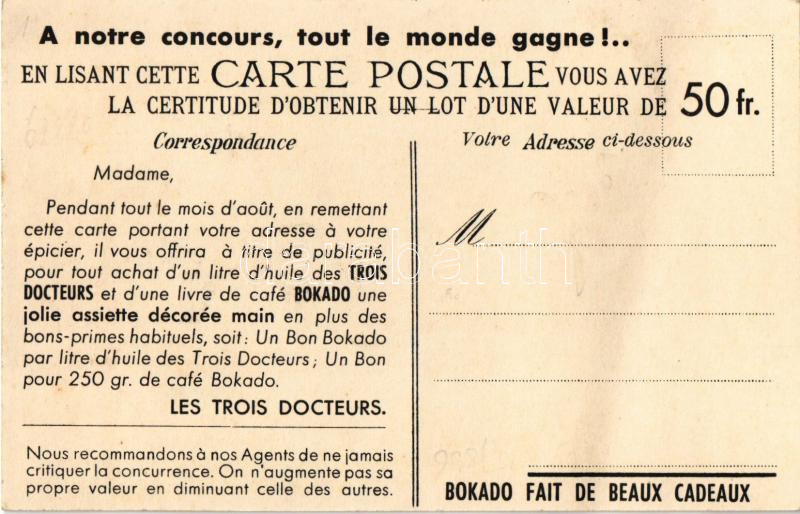 A notre concours, tout le monde gagne!..
EN LISANT CETTE CARTE POSTALE VOUS AVEZ
LA CERTITUDE D'OBTENIR UN LOT D'UNE VALEUR DE 50 fr.
Correspondance
Madame,
Pendant tout le mois d'août, en remettant
cette carte portant votre adresse à votre
épicier, il vous offrira à titre de publicité,
pour tout achat d'un litre d'huile des TROIS
DOCTEURS et d'une livre de café BOKADO une
jolie assiette décorée main en plus des
bons-primes habituels, soit: Un Bon Bokado
par litre d'huile des Trois Docteurs; Un Bon
pour 250 gr. de café Bokado.
LES TROIS DOCTEURS.
Nous recommandons à nos Agents de ne jamais
critiquer la concurrence. On n'augmente pas sa
propre valeur en diminuant celle des autres.
Votre Adresse ci-dessous
M
BOKADO FAIT DE BEAUX CADEAUX
darabanth